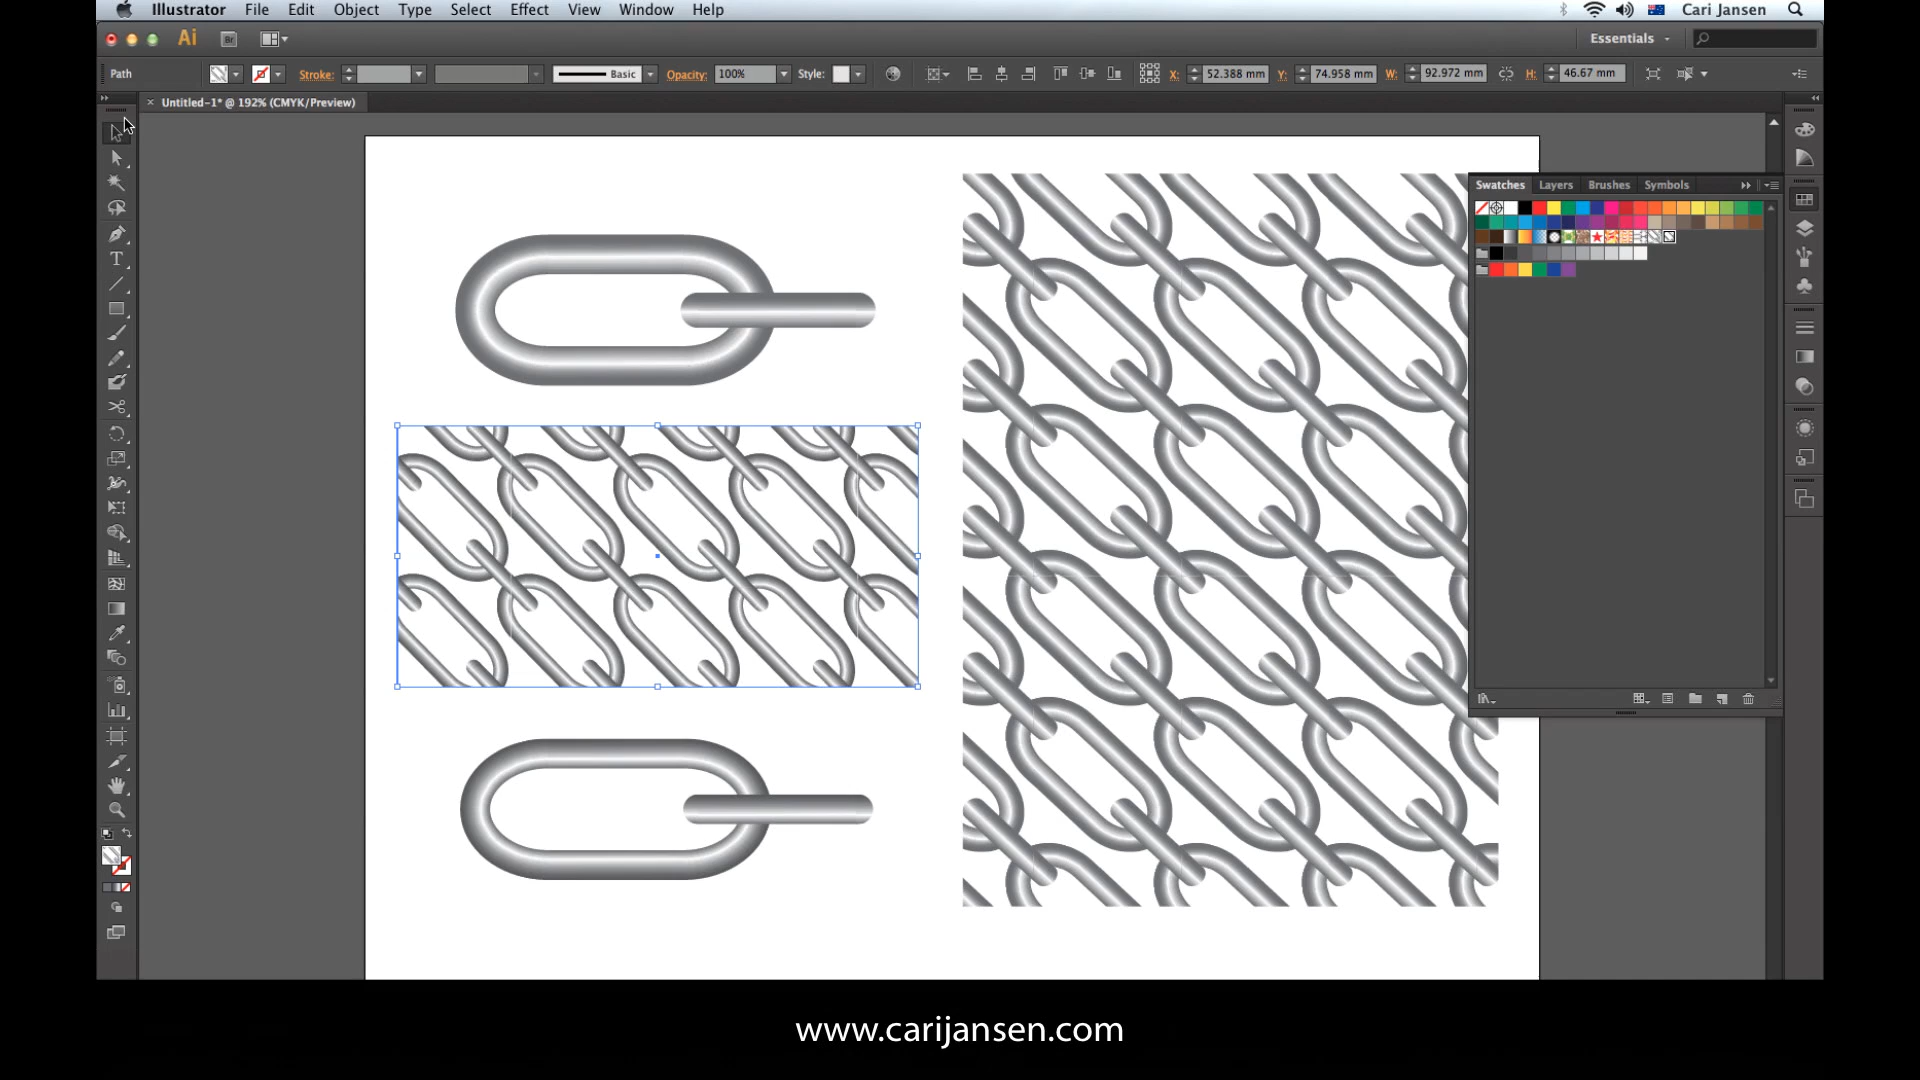 Illustrator File Edit Object Type Select Effect View Window Help Cari Jansen
Ai Br Essentials
Path Stroke: Basic Opacity: 100% Style: X: 52.388 mm Y: 74.958 mm W: 92.972 mm H: 46.67 mm
Untitled-1* @ 192% (CMYK/Preview)
Swatches Layers Brushes Symbols
www.carijansen.com